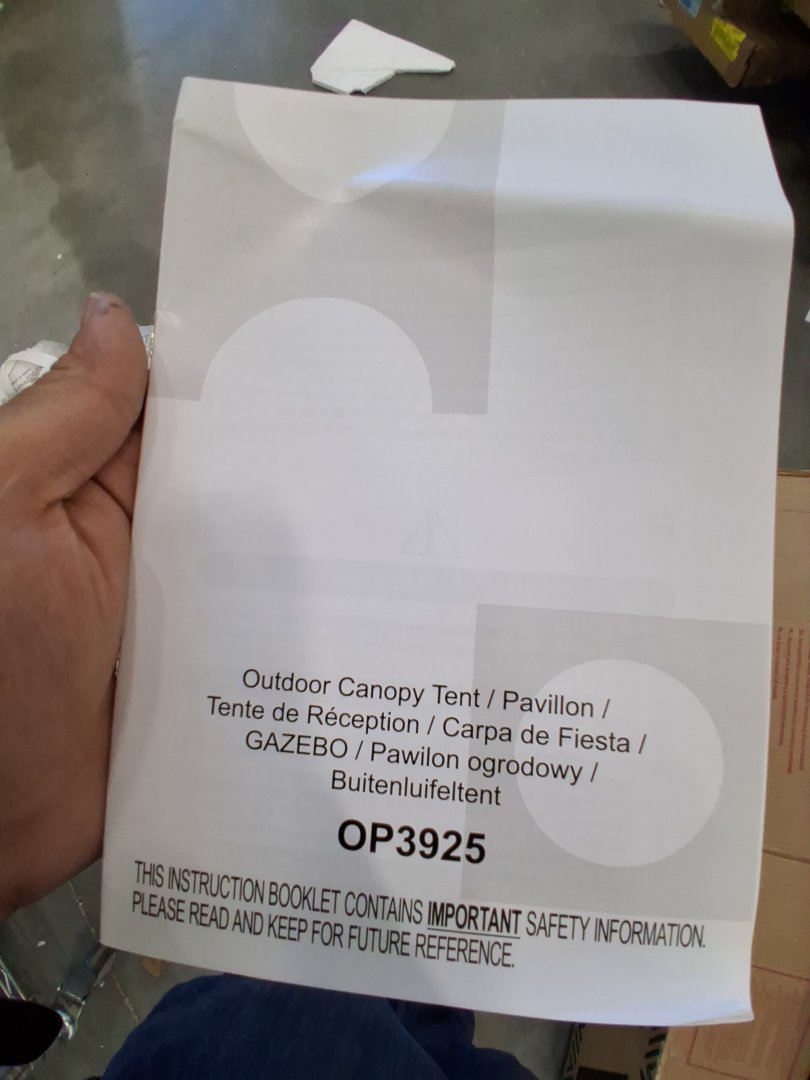 Outdoor Canopy Tent / Pavillon /
Tente de Réception / Carpa de Fiesta /
GAZEBO / Pawilon ogrodowy /
Buitenluifeltent
OP3925
THIS INSTRUCTION BOOKLET CONTAINS IMPORTANT SAFETY INFORMATION.
PLEASE READ AND KEEP FOR FUTURE REFERENCE.